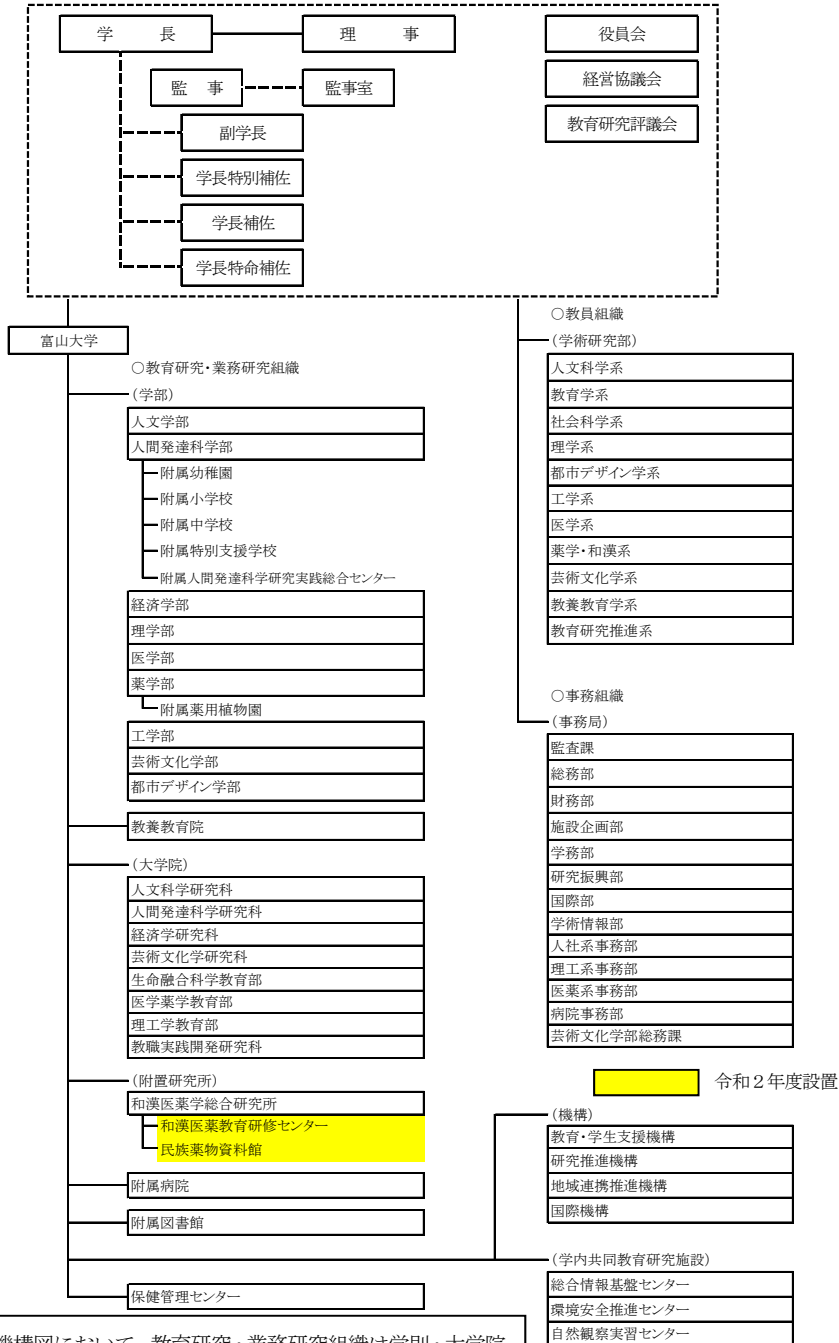 学　長
理　事
役員会
経営協議会
教育研究評議会
監　事
監事室
副学長
学長特別補佐
学長補佐
学長特命補佐
富山大学
○教育研究・業務研究組織
(学部)
人文学部
人間発達科学部
附属幼稚園
附属小学校
附属中学校
附属特別支援学校
附属人間発達科学研究実践総合センター
経済学部
理学部
医学部
薬学部
附属薬用植物園
工学部
芸術文化学部
都市デザイン学部
教養教育院
(大学院)
人文科学研究科
人間発達科学研究科
経済学研究科
芸術文化学研究科
生命融合科学教育部
医学薬学教育部
理工学教育部
教職実践開発研究科
(附置研究所)
和漢医薬学総合研究所
和漢医薬教育研修センター
民族薬物資料館
附属病院
附属図書館
保健管理センター
○教員組織
(学術研究部)
人文科学系
教育学系
社会科学系
理学系
都市デザイン学系
工学系
医学系
薬学・和漢系
芸術文化学系
教養教育学系
教育研究推進系
○事務組織
(事務局)
監査課
総務部
財務部
施設企画部
学務部
研究振興部
国際部
学術情報部
人社系事務部
理工系事務部
医薬系事務部
病院事務部
芸術文化学部総務課
令和２年度設置
(機構)
教育・学生支援機構
研究推進機構
地域連携推進機構
国際機構
(学内共同教育研究施設)
総合情報基盤センター
環境安全推進センター
自然観察実習センター
機構図において、教育研究・業務研究組織は学則・大学院